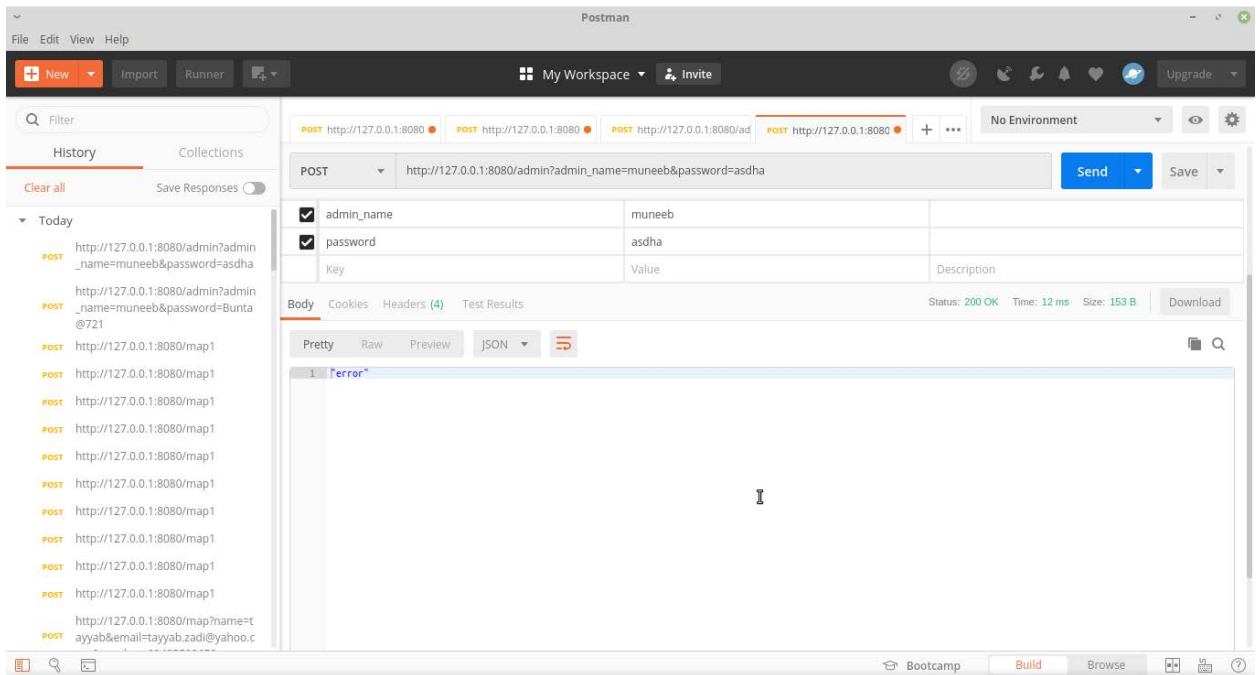 Postman
File Edit View Help
New Import Runner My Workspace Invite Upgrade
Filter
History Collections
Clear all Save Responses
Today
POST http://127.0.0.1:8080/admin?admin
_name=muneeb&password=asdha
POST http://127.0.0.1:8080/admin?admin
_name=muneeb&password=Bunta
@721
POST http://127.0.0.1:8080/map1
POST http://127.0.0.1:8080/map1
POST http://127.0.0.1:8080/map1
POST http://127.0.0.1:8080/map1
POST http://127.0.0.1:8080/map1
POST http://127.0.0.1:8080/map1
POST http://127.0.0.1:8080/map1
POST http://127.0.0.1:8080/map1
POST http://127.0.0.1:8080/map1
POST http://127.0.0.1:8080/map1
POST http://127.0.0.1:8080/map?name=t
ayyab&email=tayyab.zadi@yahoo.c
POST http://127.0.0.1:8080 POST http://127.0.0.1:8080 POST http://127.0.0.1:8080/ad POST http://127.0.0.1:8080 + ••• No Environment
POST http://127.0.0.1:8080/admin?admin_name=muneeb&password=asdha Send Save
admin_name muneeb
password asdha
Key Value Description
Body Cookies Headers (4) Test Results Status: 200 OK Time: 12 ms Size: 153 B Download
Pretty Raw Preview JSON
1 "error"
Bootcamp Build Browse